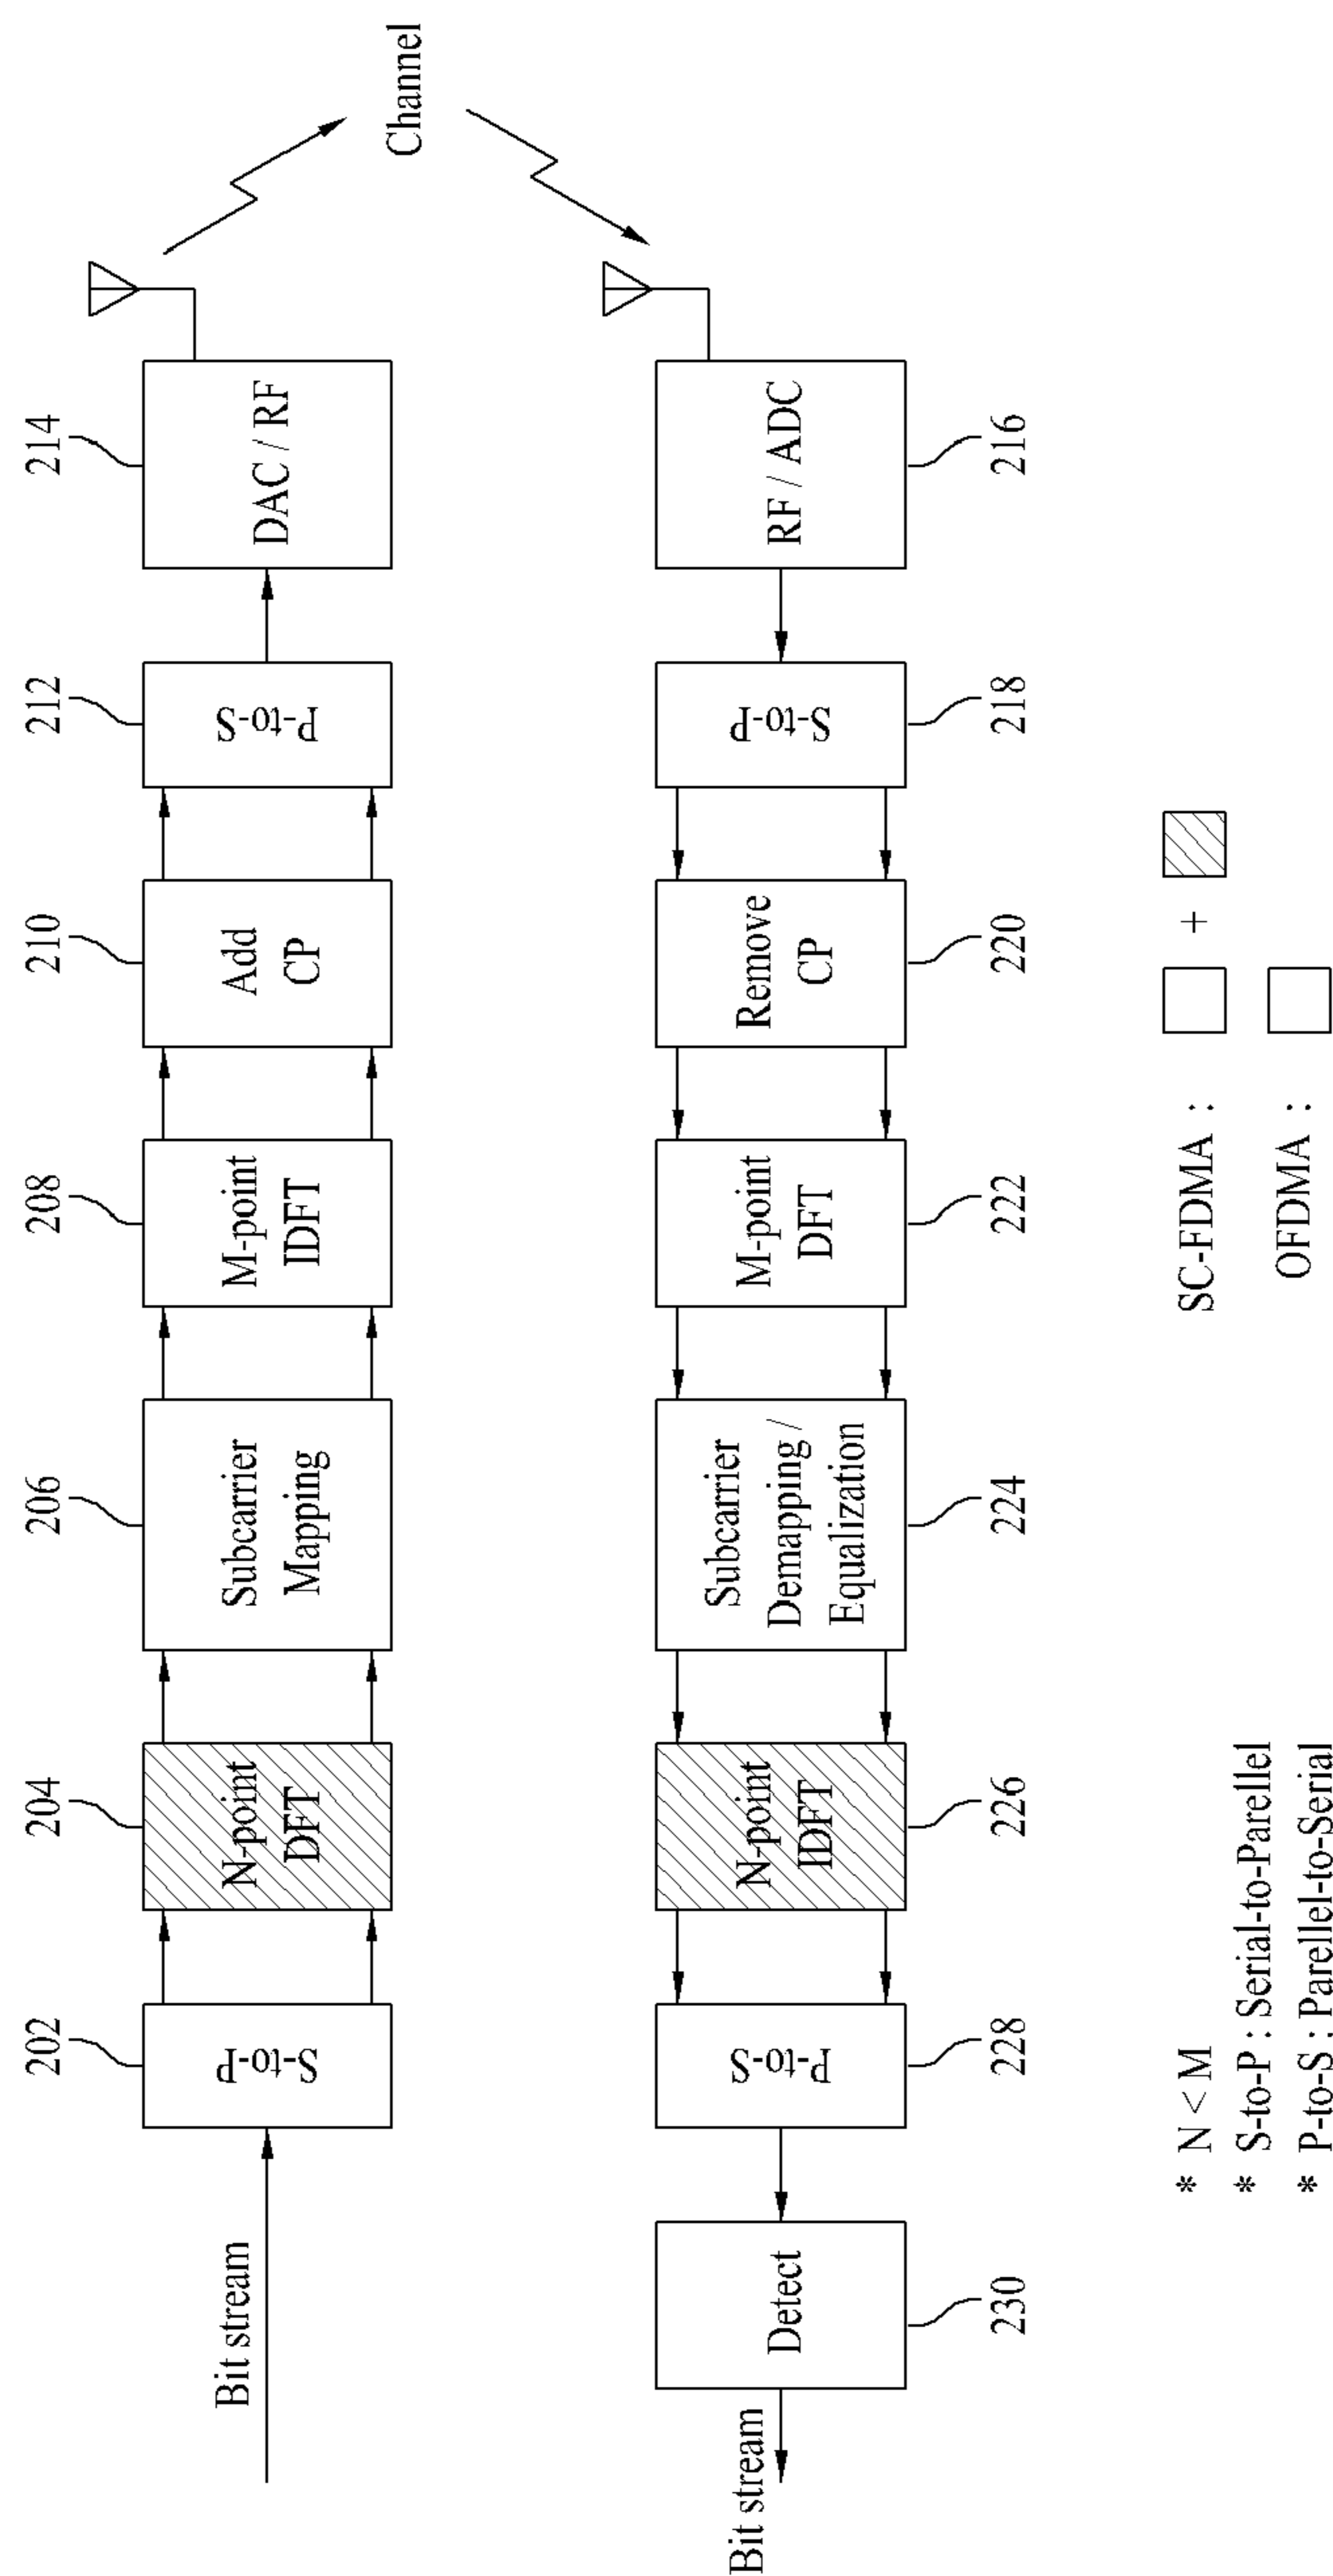 202
204
206
208
210
212
214
Bit stream
S-to-P
N-point
DFT
Subcarrier
Mapping
M-point
IDFT
Add
CP
P-to-S
DAC / RF
Channel
Bit stream
Detect
P-to-S
N-point
IDFT
Subcarrier
Demapping /
Equalization
M-point
DFT
Remove
CP
S-to-P
RF / ADC
230
228
226
224
222
220
218
216
* N < M
* S-to-P : Serial-to-Parellel
* P-to-S : Parellel-to-Serial
SC-FDMA : +
OFDMA :